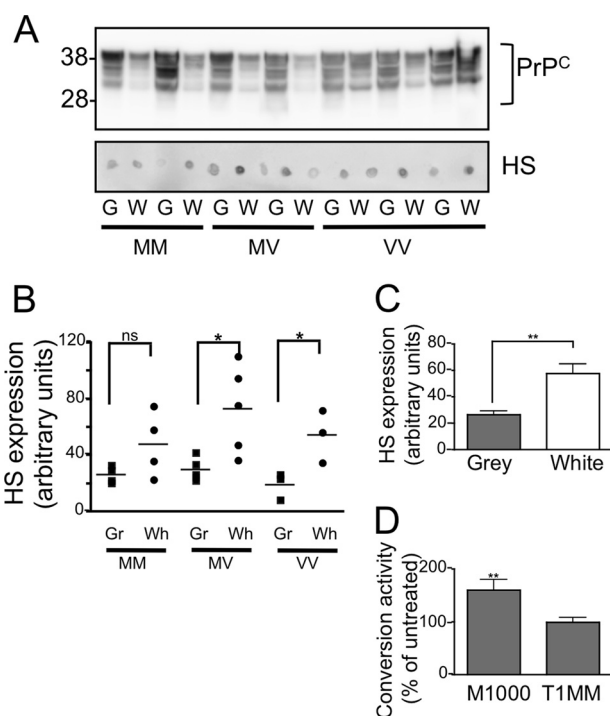 A
38
28
PrPᶜ
HS
G W G W G W G W G W G W G W
MM MV VV
B
HS expression
(arbitrary units)
120
80
40
0
ns * *
Gr Wh Gr Wh Gr Wh
MM MV VV
C
HS expression
(arbitrary units)
80
60
40
20
0
**
Grey White
D
Conversion activity
(% of untreated)
200
100
0
**
M1000 T1MM